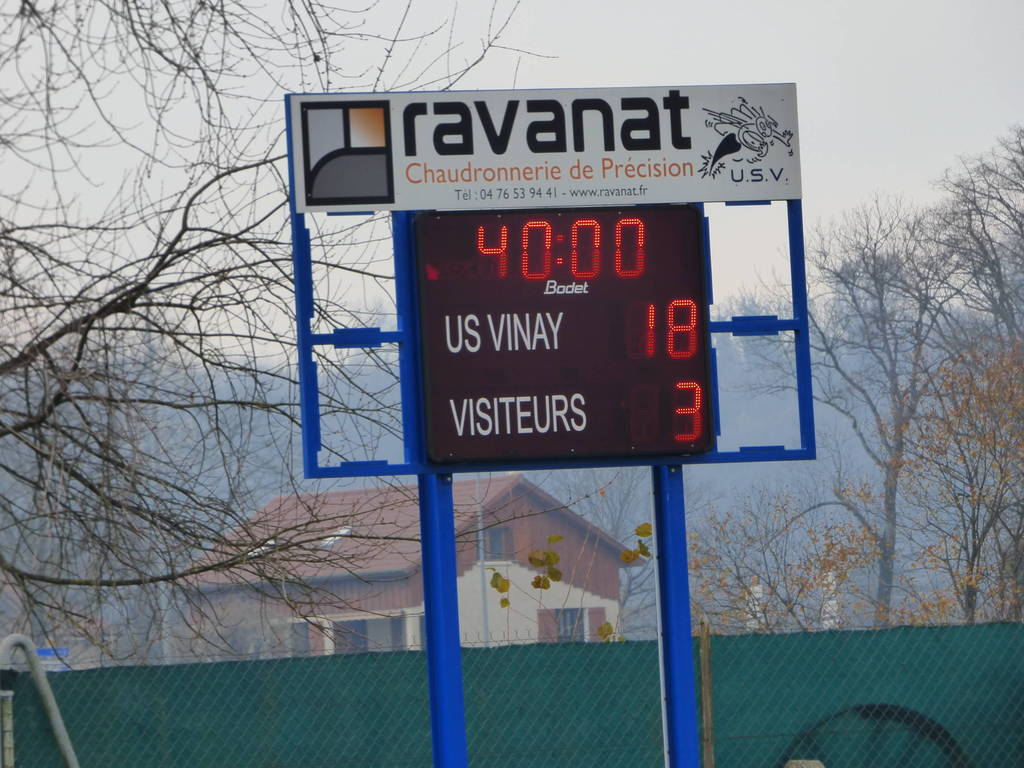 ravanat
Chaudronnerie de Précision
Tél : 04 76 53 94 41 - www.ravanat.fr
U.S.V.
40:00
Bodet
US VINAY 18
VISITEURS 3